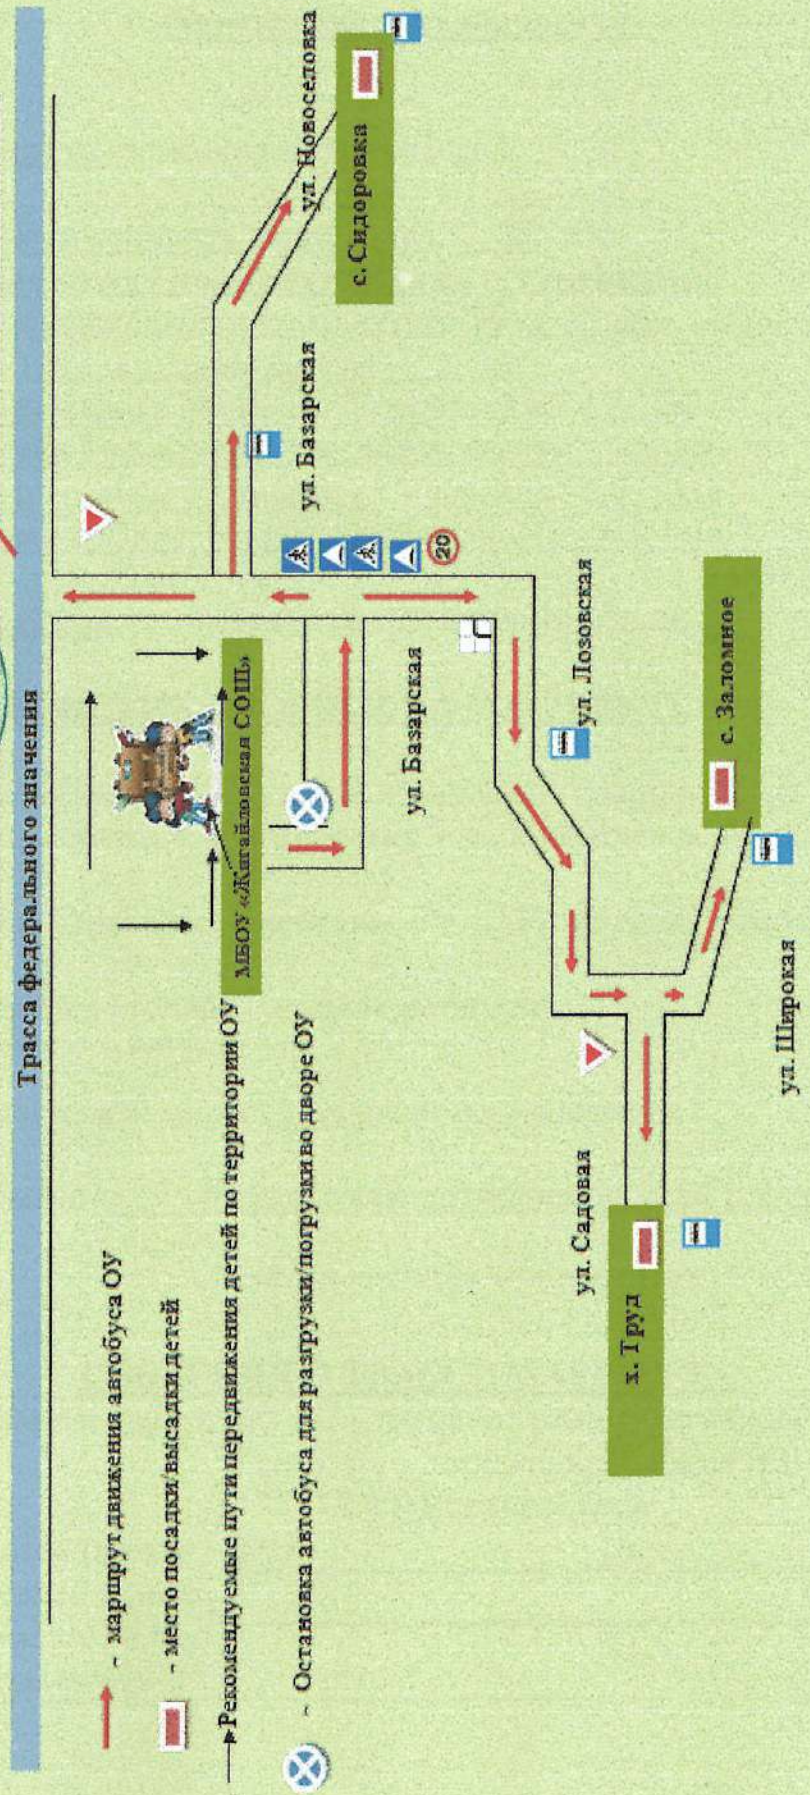 Трасса федерального значения
- маршрут движения автобуса ОУ
- место посадки/высадки детей
Рекомендуемые пути передвижения детей по территории ОУ
- Остановка автобуса для разгрузки/погрузки во дворе ОУ
МБОУ «Жигайловская СОШ»
ул. Новоселовка
с. Сидоровка
ул. Базарская
20
ул. Базарская
ул. Лозовская
с. Заломное
ул. Садовая
х. Труд
ул. Широкая